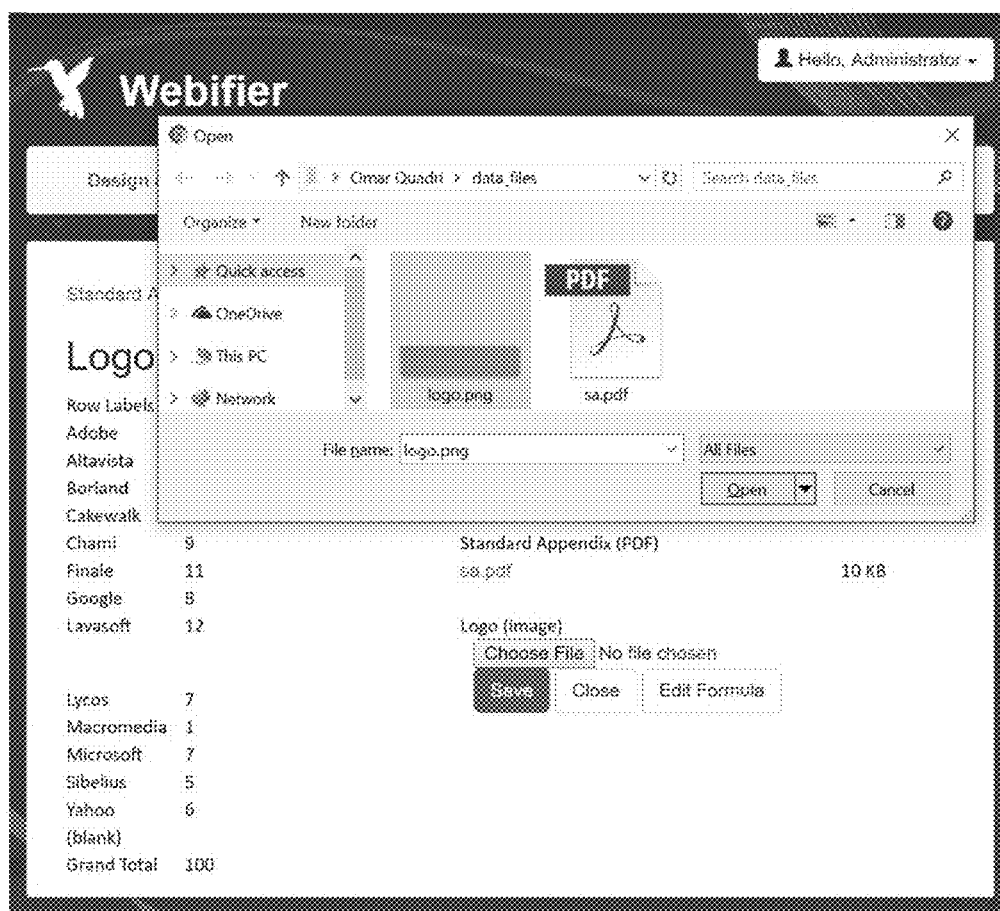 Hello, Administrator
Webifier
Open
Design
Omar Quadri > data_files
Search data_files
Organize
New folder
Quick access
OneDrive
This PC
Network
PDF
logo.png
sa.pdf
File name: logo.png
All Files
Open
Cancel
Standard A
Logo
Row Labels
Adobe
Altavista
Borland
Cakewalk
Chami 9
Finale 11
Google 8
Lavasoft 12
Lycos 7
Macromedia 1
Microsoft 7
Sibelius 5
Yahoo 6
(blank)
Grand Total 100
Standard Appendix (PDF)
sa.pdf 10 KB
Logo (image)
Choose File No file chosen
Save Close Edit Formula